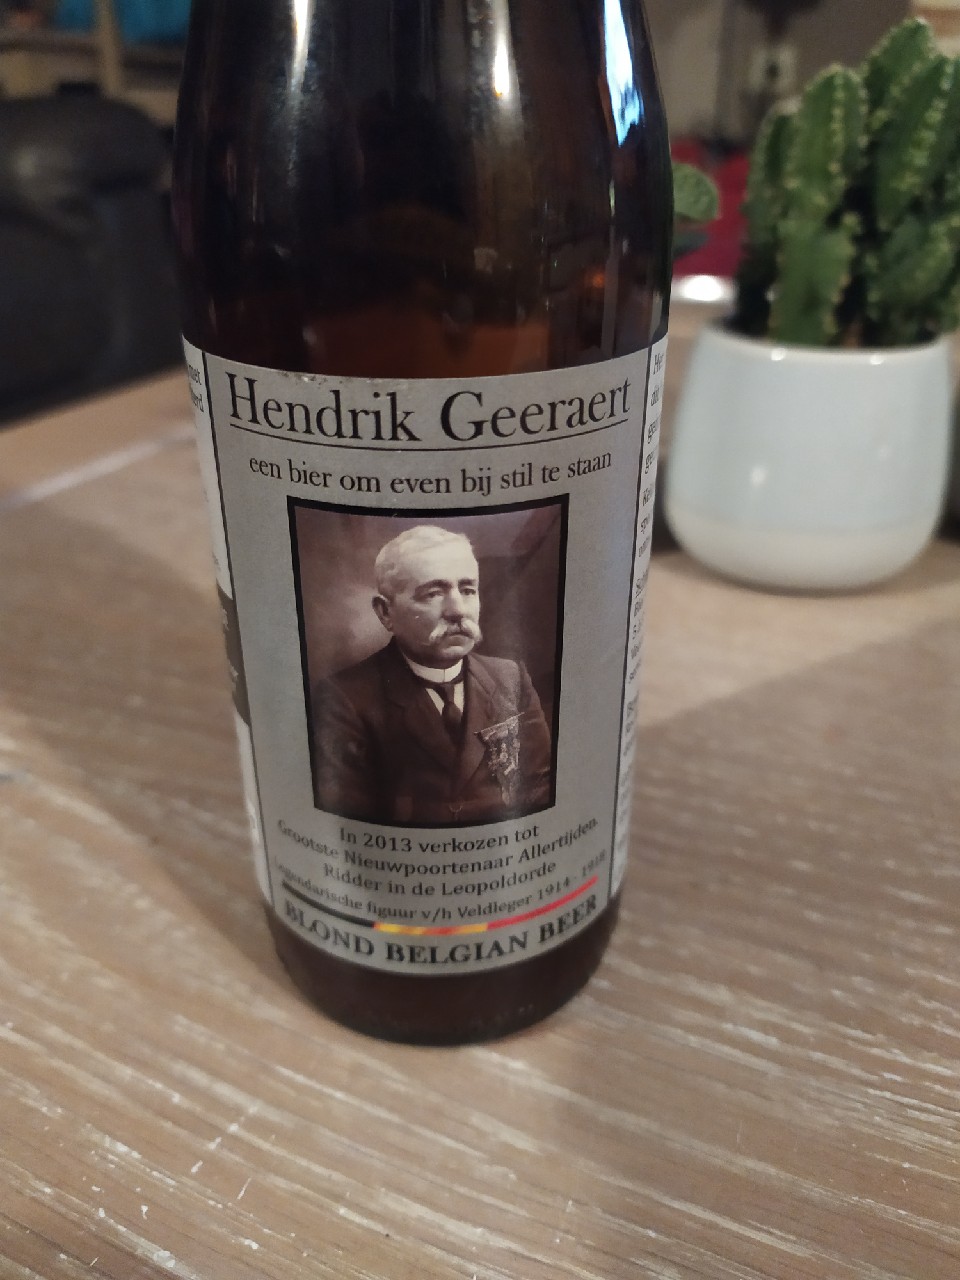 Hendrik Geeraert
een bier om even bij stil te staan
In 2013 verkozen tot
Grootste Nieuwpoortenaar Allertijden.
Ridder in de Leopoldorde
Legendarische figuur v/h Veldleger 1914 - 1918
BLOND BELGIAN BEER